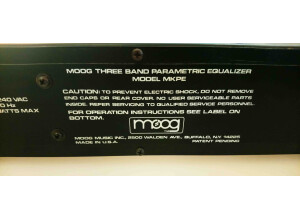 MOOG THREE BAND PARAMETRIC EQUALIZER
MODEL MKPE
240 VAC
0 Hz
WATTS MAX
CAUTION: TO PREVENT ELECTRIC SHOCK, DO NOT REMOVE
END CAPS OR REAR COVER. NO USER SERVICEABLE PARTS
INSIDE. REFER SERVICING TO QUALIFIED SERVICE PERSONNEL.
FOR OPERATION INSTRUCTIONS SEE LABEL ON
BOTTOM.
moog
MOOG MUSIC INC., 2500 WALDEN AVE., BUFFALO, N.Y. 14225
MADE IN U.S.A. PATENT PENDING